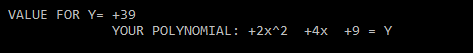 VALUE FOR Y= +39
YOUR POLYNOMIAL: +2x^2 +4x +9 = Y